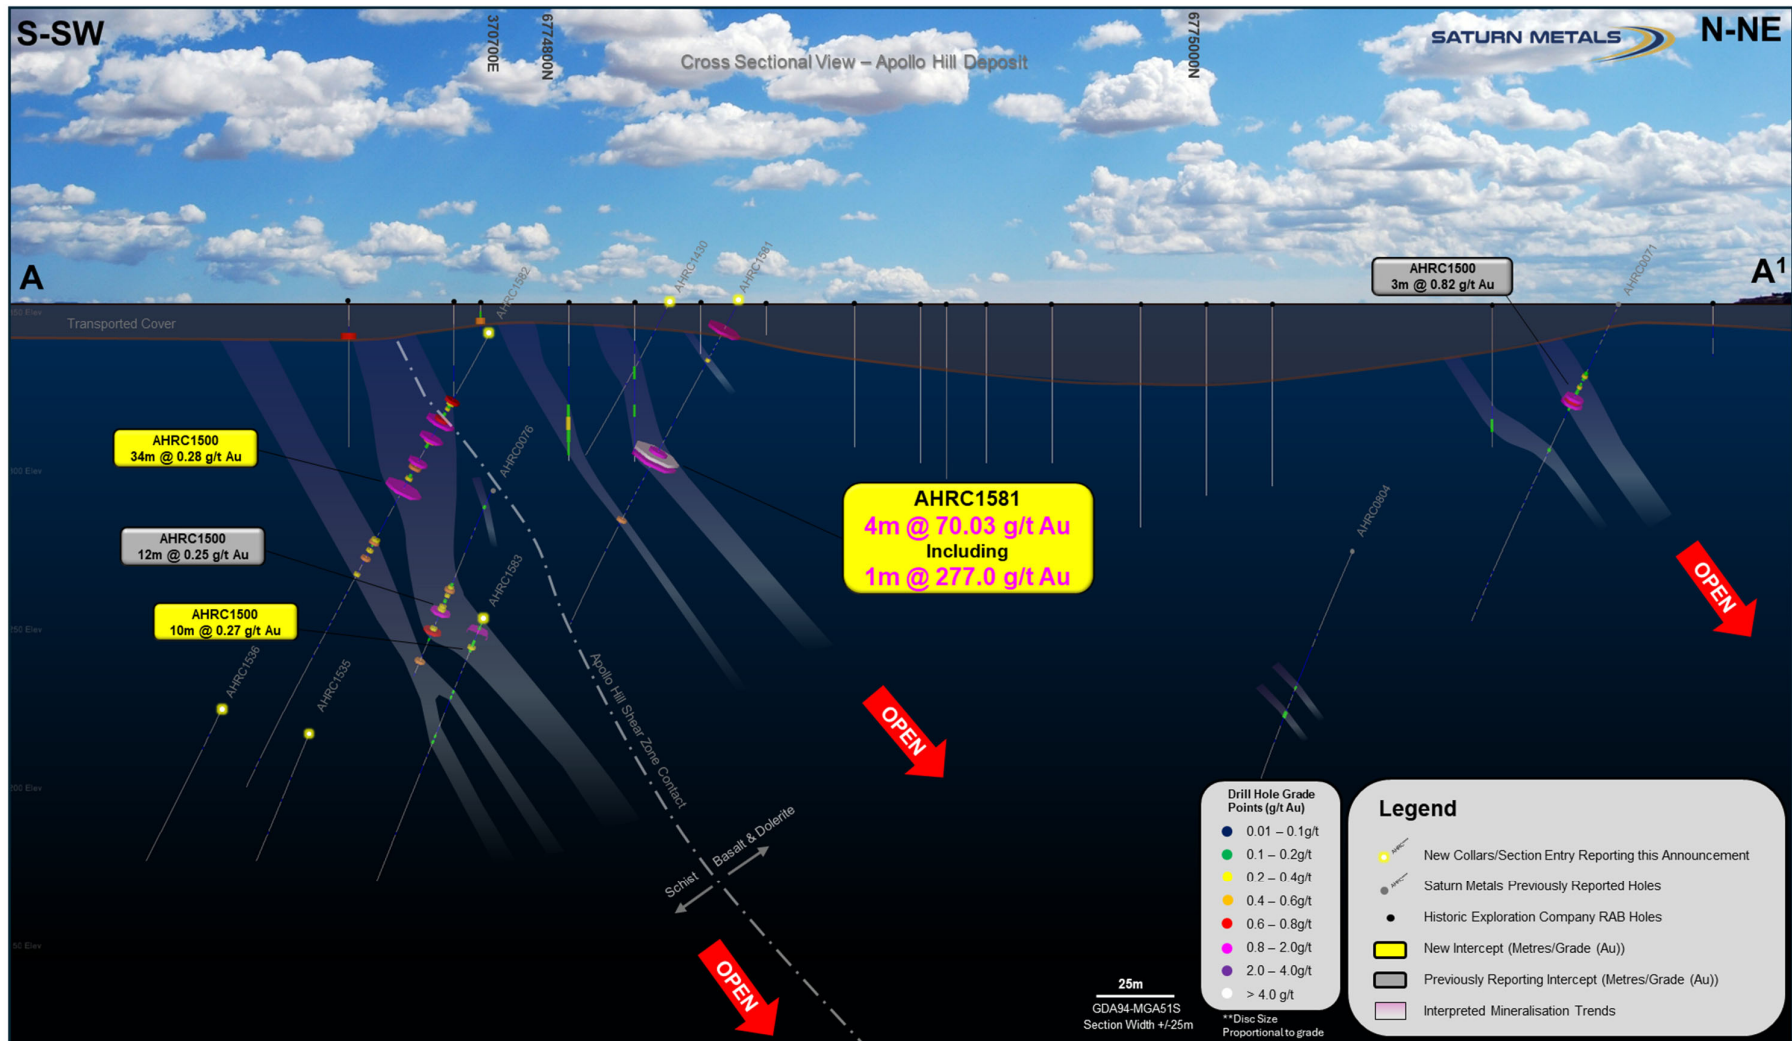 S-SW
370700E
6774800N
Cross Sectional View – Apollo Hill Deposit
6775000N
SATURN METALS
N-NE
A
A1
AHRC1582
AHRC1430
AHRC1581
AHRC0071
AHRC1500
3m @ 0.82 g/t Au
Transported Cover
AHRC1500
34m @ 0.28 g/t Au
AHRC0076
AHRC1581
4m @ 70.03 g/t Au
Including
1m @ 277.0 g/t Au
AHRC0804
AHRC1500
12m @ 0.25 g/t Au
AHRC1583
AHRC1500
10m @ 0.27 g/t Au
AHRC1536
AHRC1535
Apollo Hill Shear Zone Contact
OPEN
OPEN
OPEN
200 Elev
Schist
Basalt & Dolerite
25m
GDA94-MGA51S
Section Width +/-25m
Drill Hole Grade
Points (g/t Au)
0.01 – 0.1g/t
0.1 – 0.2g/t
0.2 – 0.4g/t
0.4 – 0.6g/t
0.6 – 0.8g/t
0.8 – 2.0g/t
2.0 – 4.0g/t
> 4.0 g/t
**Disc Size
Proportional to grade
Legend
New Collars/Section Entry Reporting this Announcement
Saturn Metals Previously Reported Holes
Historic Exploration Company RAB Holes
New Intercept (Metres/Grade (Au))
Previously Reporting Intercept (Metres/Grade (Au))
Interpreted Mineralisation Trends